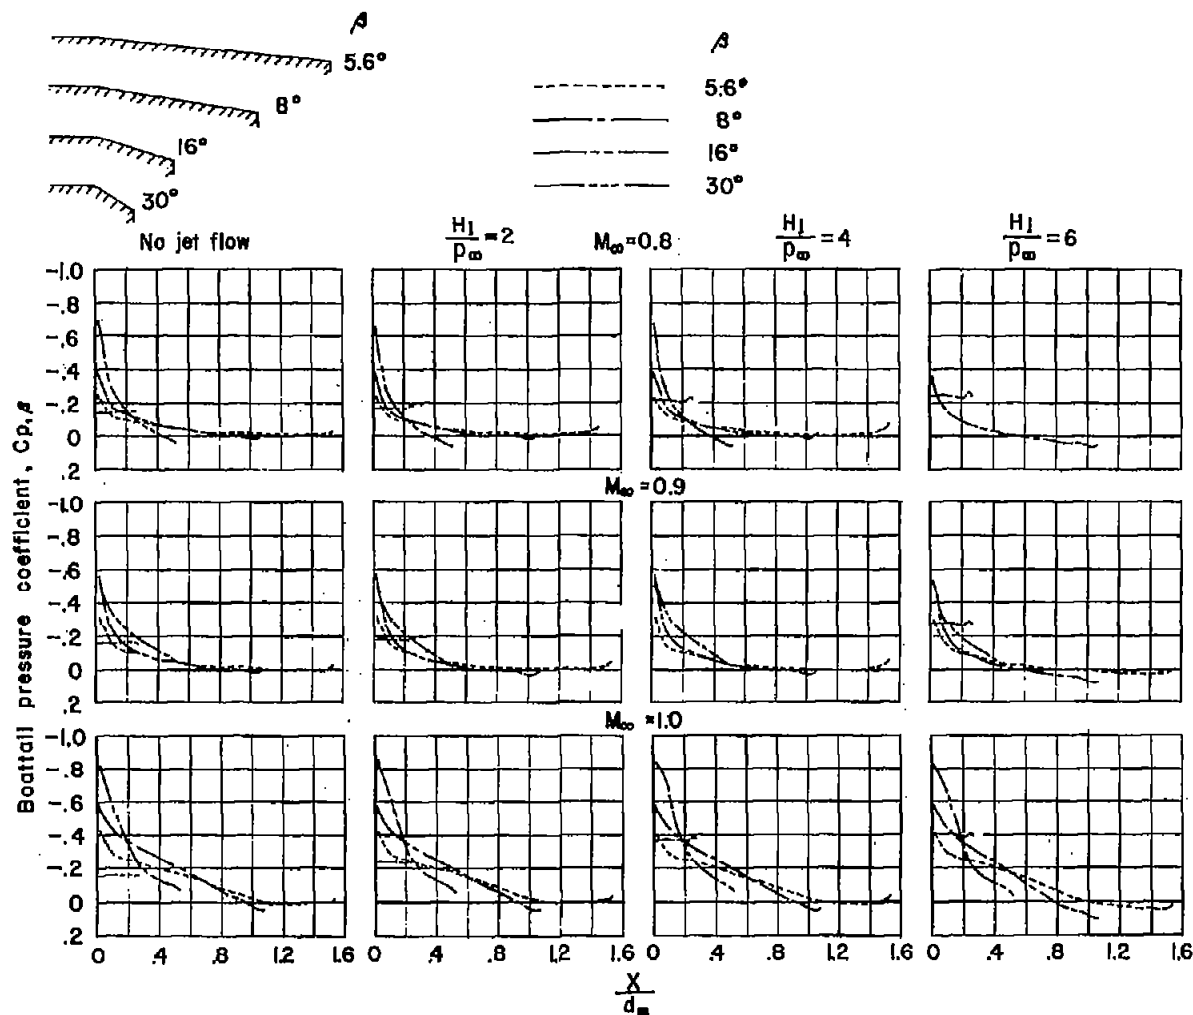 β
5.6°
8°
16°
30°
β
5.6°
8°
16°
30°
No jet flow
H1/p∞ = 2
M∞ = 0.8
H1/p∞ = 4
H1/p∞ = 6
-1.0
-.8
-.6
-.4
-.2
0
.2
M∞ = 0.9
-1.0
-.8
-.6
-.4
-.2
0
.2
M∞ = 1.0
-1.0
-.8
-.6
-.4
-.2
0
.2
Boattail pressure coefficient, Cp,β
0 .4 .8 1.2 1.6
0 .4 .8 1.2 1.6
0 .4 .8 1.2 1.6
0 .4 .8 1.2 1.6
X/dm